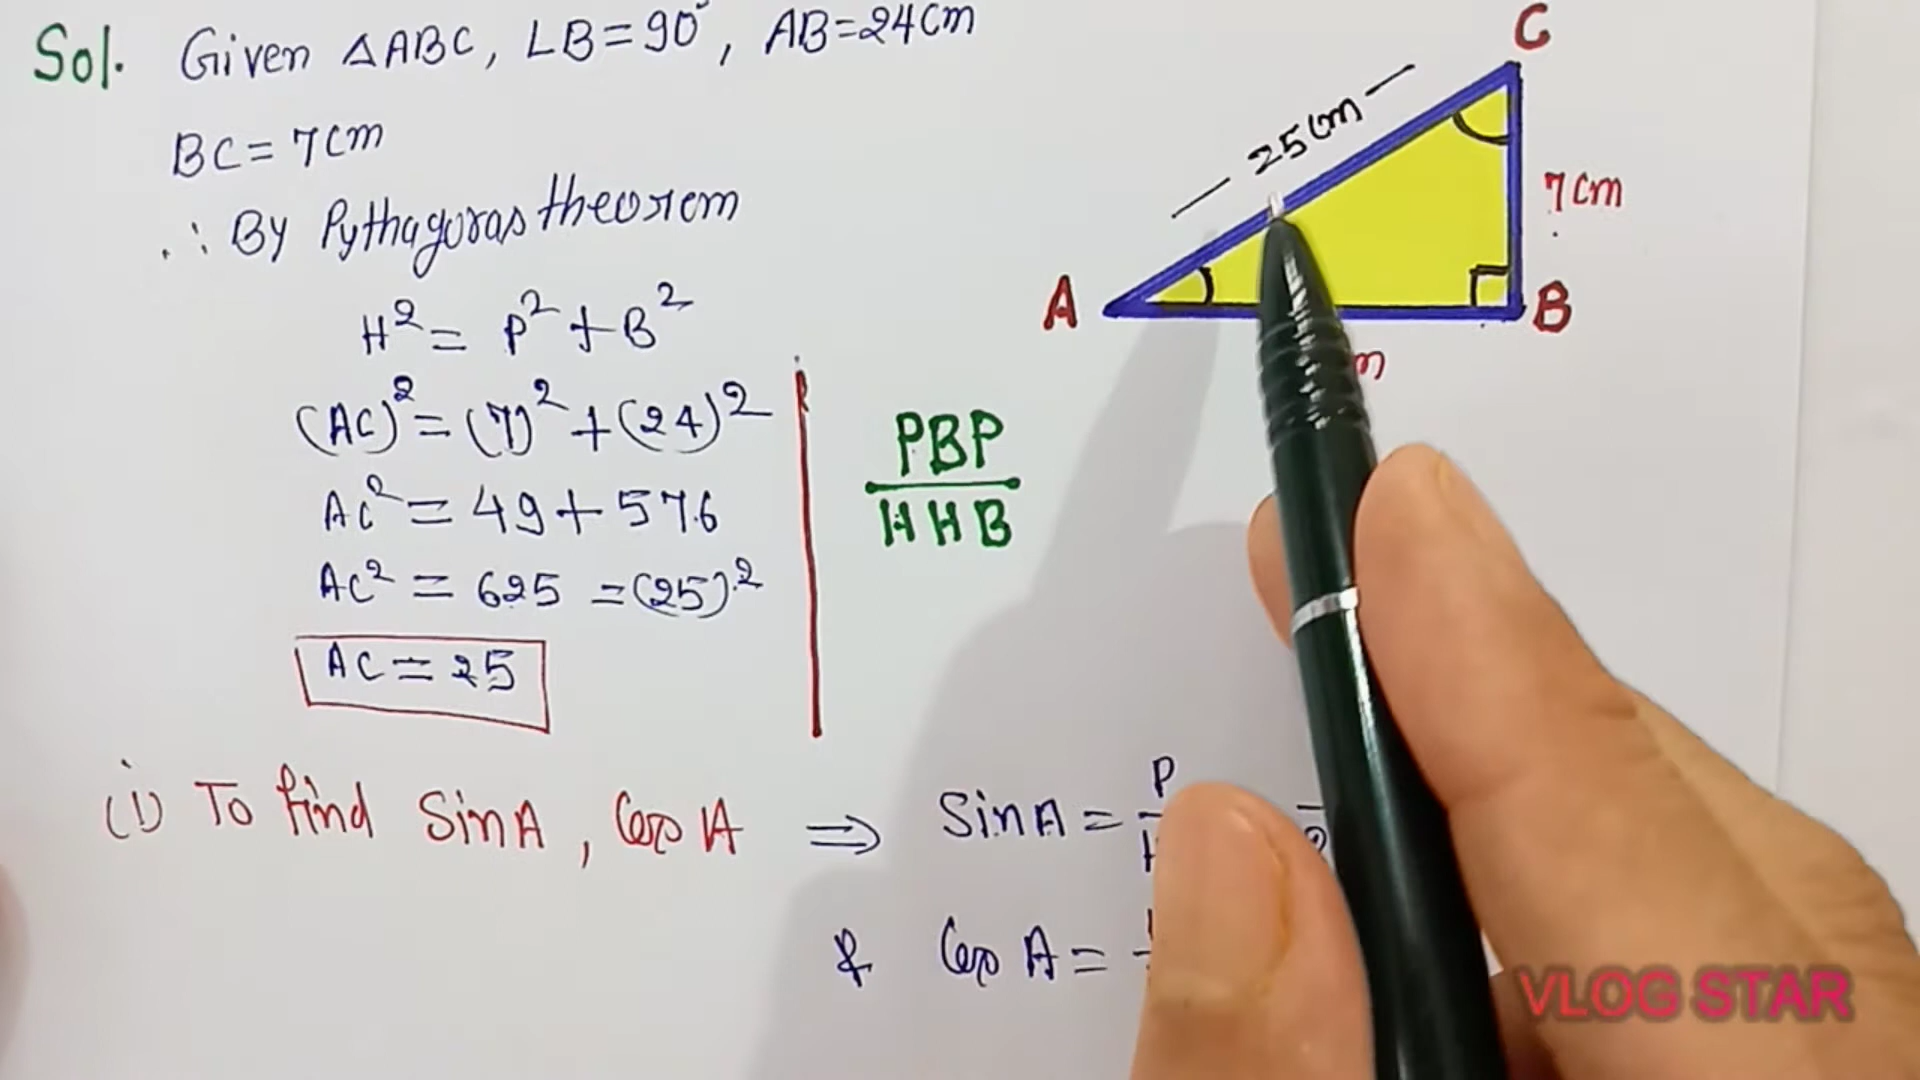 Sol. Given △ABC, ∠B=90°, AB=24cm
BC=7cm
∴ By Pythagoras theorem
H²=P²+B²
(AC)²=(7)²+(24)²
AC²=49+576
AC²=625=(25)²
AC=25
PBP
HHB
C
25cm
7cm
A
B
m
(i) To find SinA, Cos A ⇒ SinA=P
& Cos A=
VLOG STAR